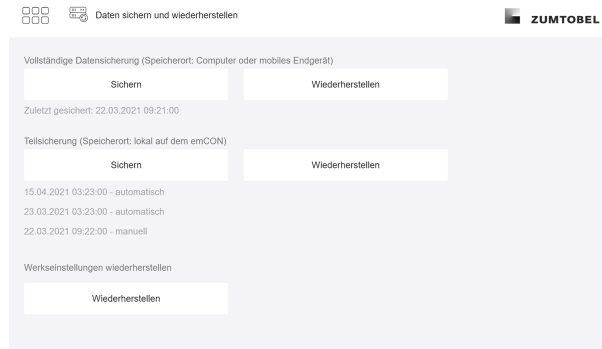 Daten sichern und wiederherstellen
ZUMTOBEL
Vollständige Datensicherung (Speicherort: Computer oder mobiles Endgerät)
Sichern
Wiederherstellen
Zuletzt gesichert: 22.03.2021 09:21:00
Teilsicherung (Speicherort: lokal auf dem emCON)
Sichern
Wiederherstellen
15.04.2021 03:23:00 - automatisch
23.03.2021 03:23:00 - automatisch
22.03.2021 09:22:00 - manuell
Werkseinstellungen wiederherstellen
Wiederherstellen